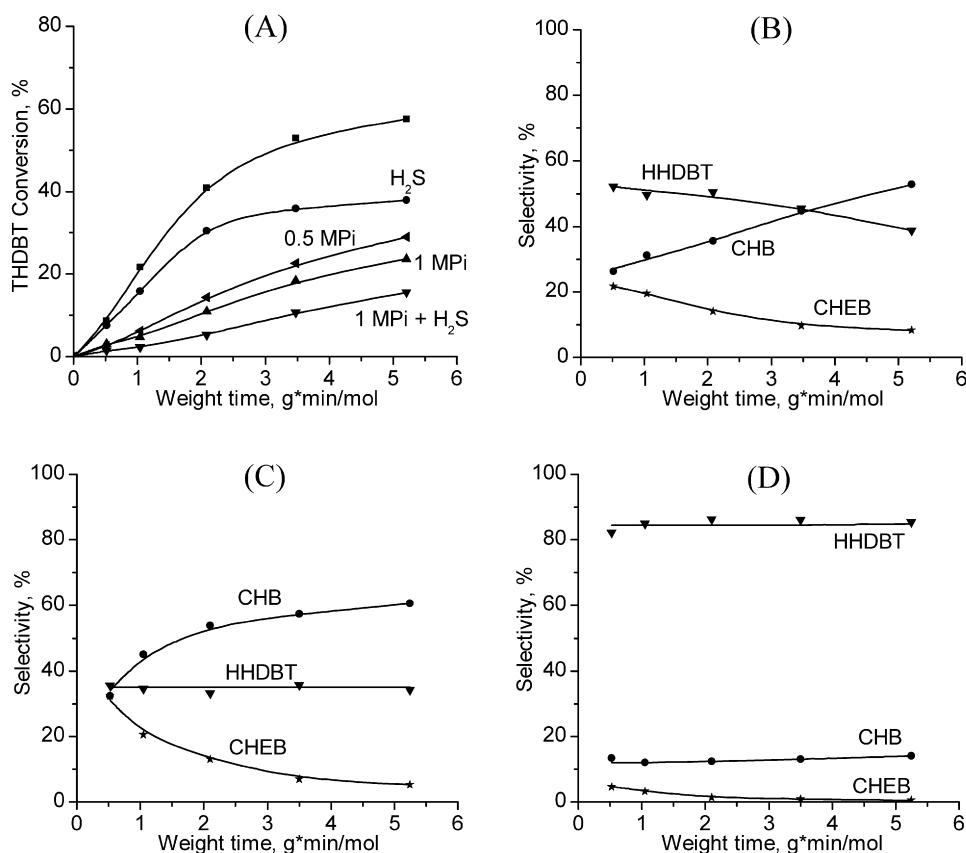 (A)
THDBT Conversion, %
80
60
40
20
0
H2S
0.5 MPi
1 MPi
1 MPi + H2S
0 1 2 3 4 5 6
Weight time, g*min/mol
(B)
Selectivity, %
100
80
60
40
20
0
HHDBT
CHB
CHEB
0 1 2 3 4 5 6
Weight time, g*min/mol
(C)
Selectivity, %
100
80
60
40
20
0
CHB
HHDBT
CHEB
0 1 2 3 4 5 6
Weight time, g*min/mol
(D)
Selectivity, %
100
80
60
40
20
0
HHDBT
CHB
CHEB
0 1 2 3 4 5 6
Weight time, g*min/mol